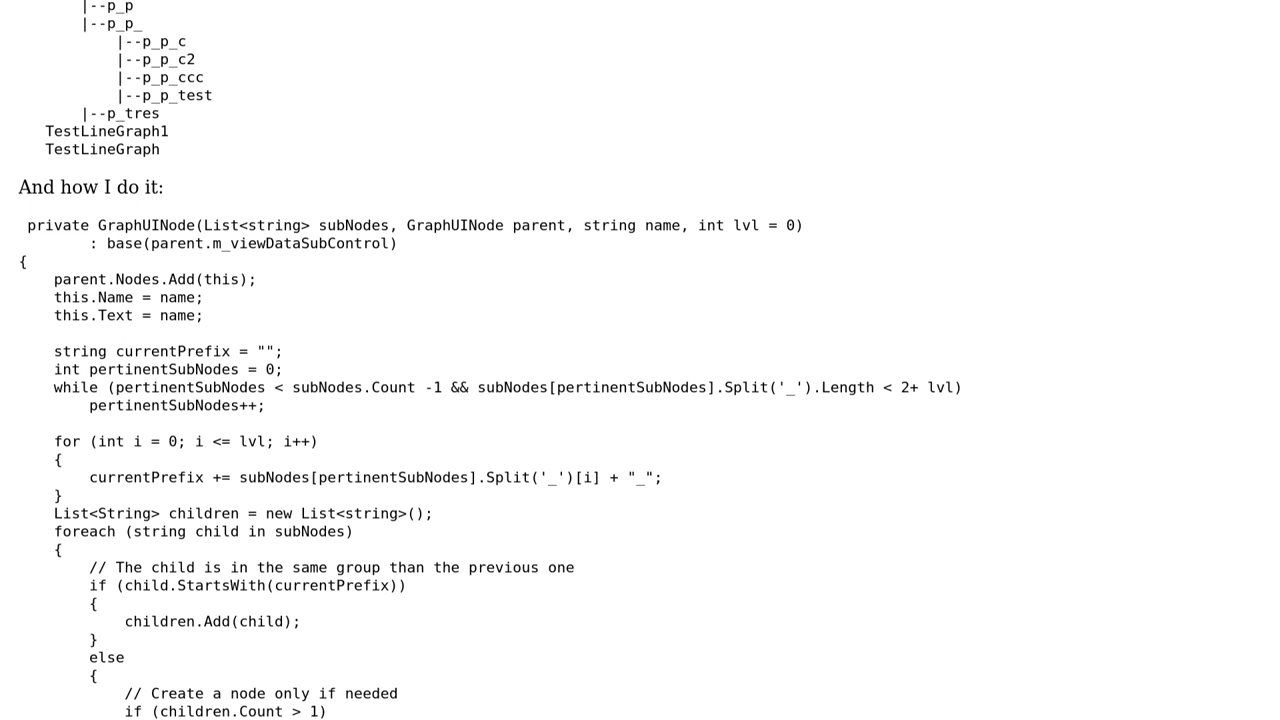 |--p_p
|--p_p_
|--p_p_c
|--p_p_c2
|--p_p_ccc
|--p_p_test
|--p_tres
TestLineGraph1
TestLineGraph
And how I do it:
private GraphUINode(List<string> subNodes, GraphUINode parent, string name, int lvl = 0)
: base(parent.m_viewDataSubControl)
{
parent.Nodes.Add(this);
this.Name = name;
this.Text = name;
string currentPrefix = "";
int pertinentSubNodes = 0;
while (pertinentSubNodes < subNodes.Count -1 && subNodes[pertinentSubNodes].Split('_').Length < 2+ lvl)
pertinentSubNodes++;
for (int i = 0; i <= lvl; i++)
{
currentPrefix += subNodes[pertinentSubNodes].Split('_')[i] + "_";
}
List<String> children = new List<string>();
foreach (string child in subNodes)
{
// The child is in the same group than the previous one
if (child.StartsWith(currentPrefix))
{
children.Add(child);
}
else
{
// Create a node only if needed
if (children.Count > 1)